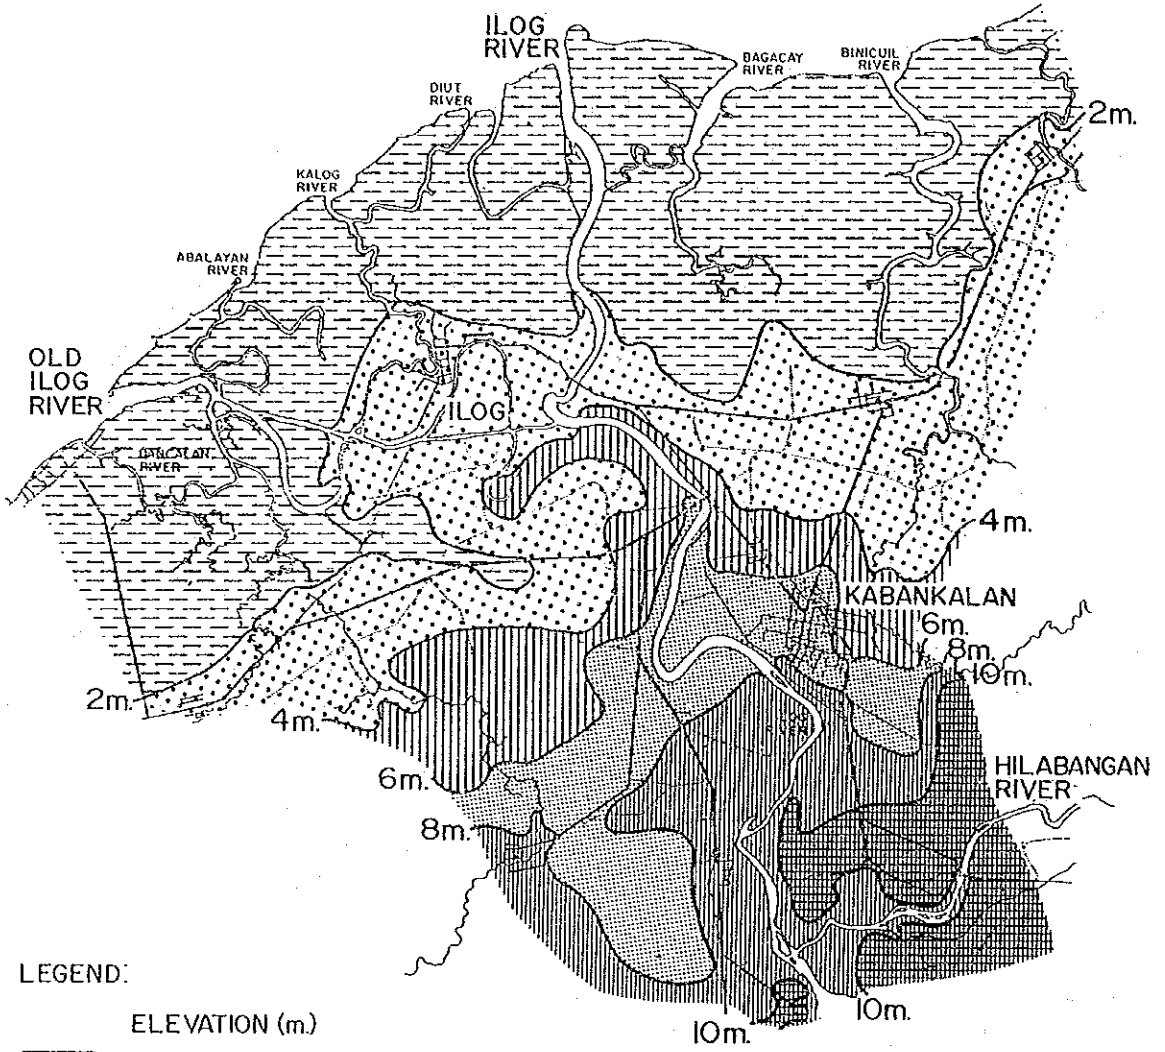 ILOG
RIVER
BAGACAY
RIVER
BINICUIL
RIVER
DIUT
RIVER
2m.
KALOG
RIVER
ABALAYAN
RIVER
OLD
ILOG
RIVER
ILOG
RIVER
4m.
KABANKALAN
6m.
8m.
10m.
2m.
4m.
6m.
HILABANGAN
RIVER
8m.
LEGEND:
10m.
ELEVATION (m.)
10m.